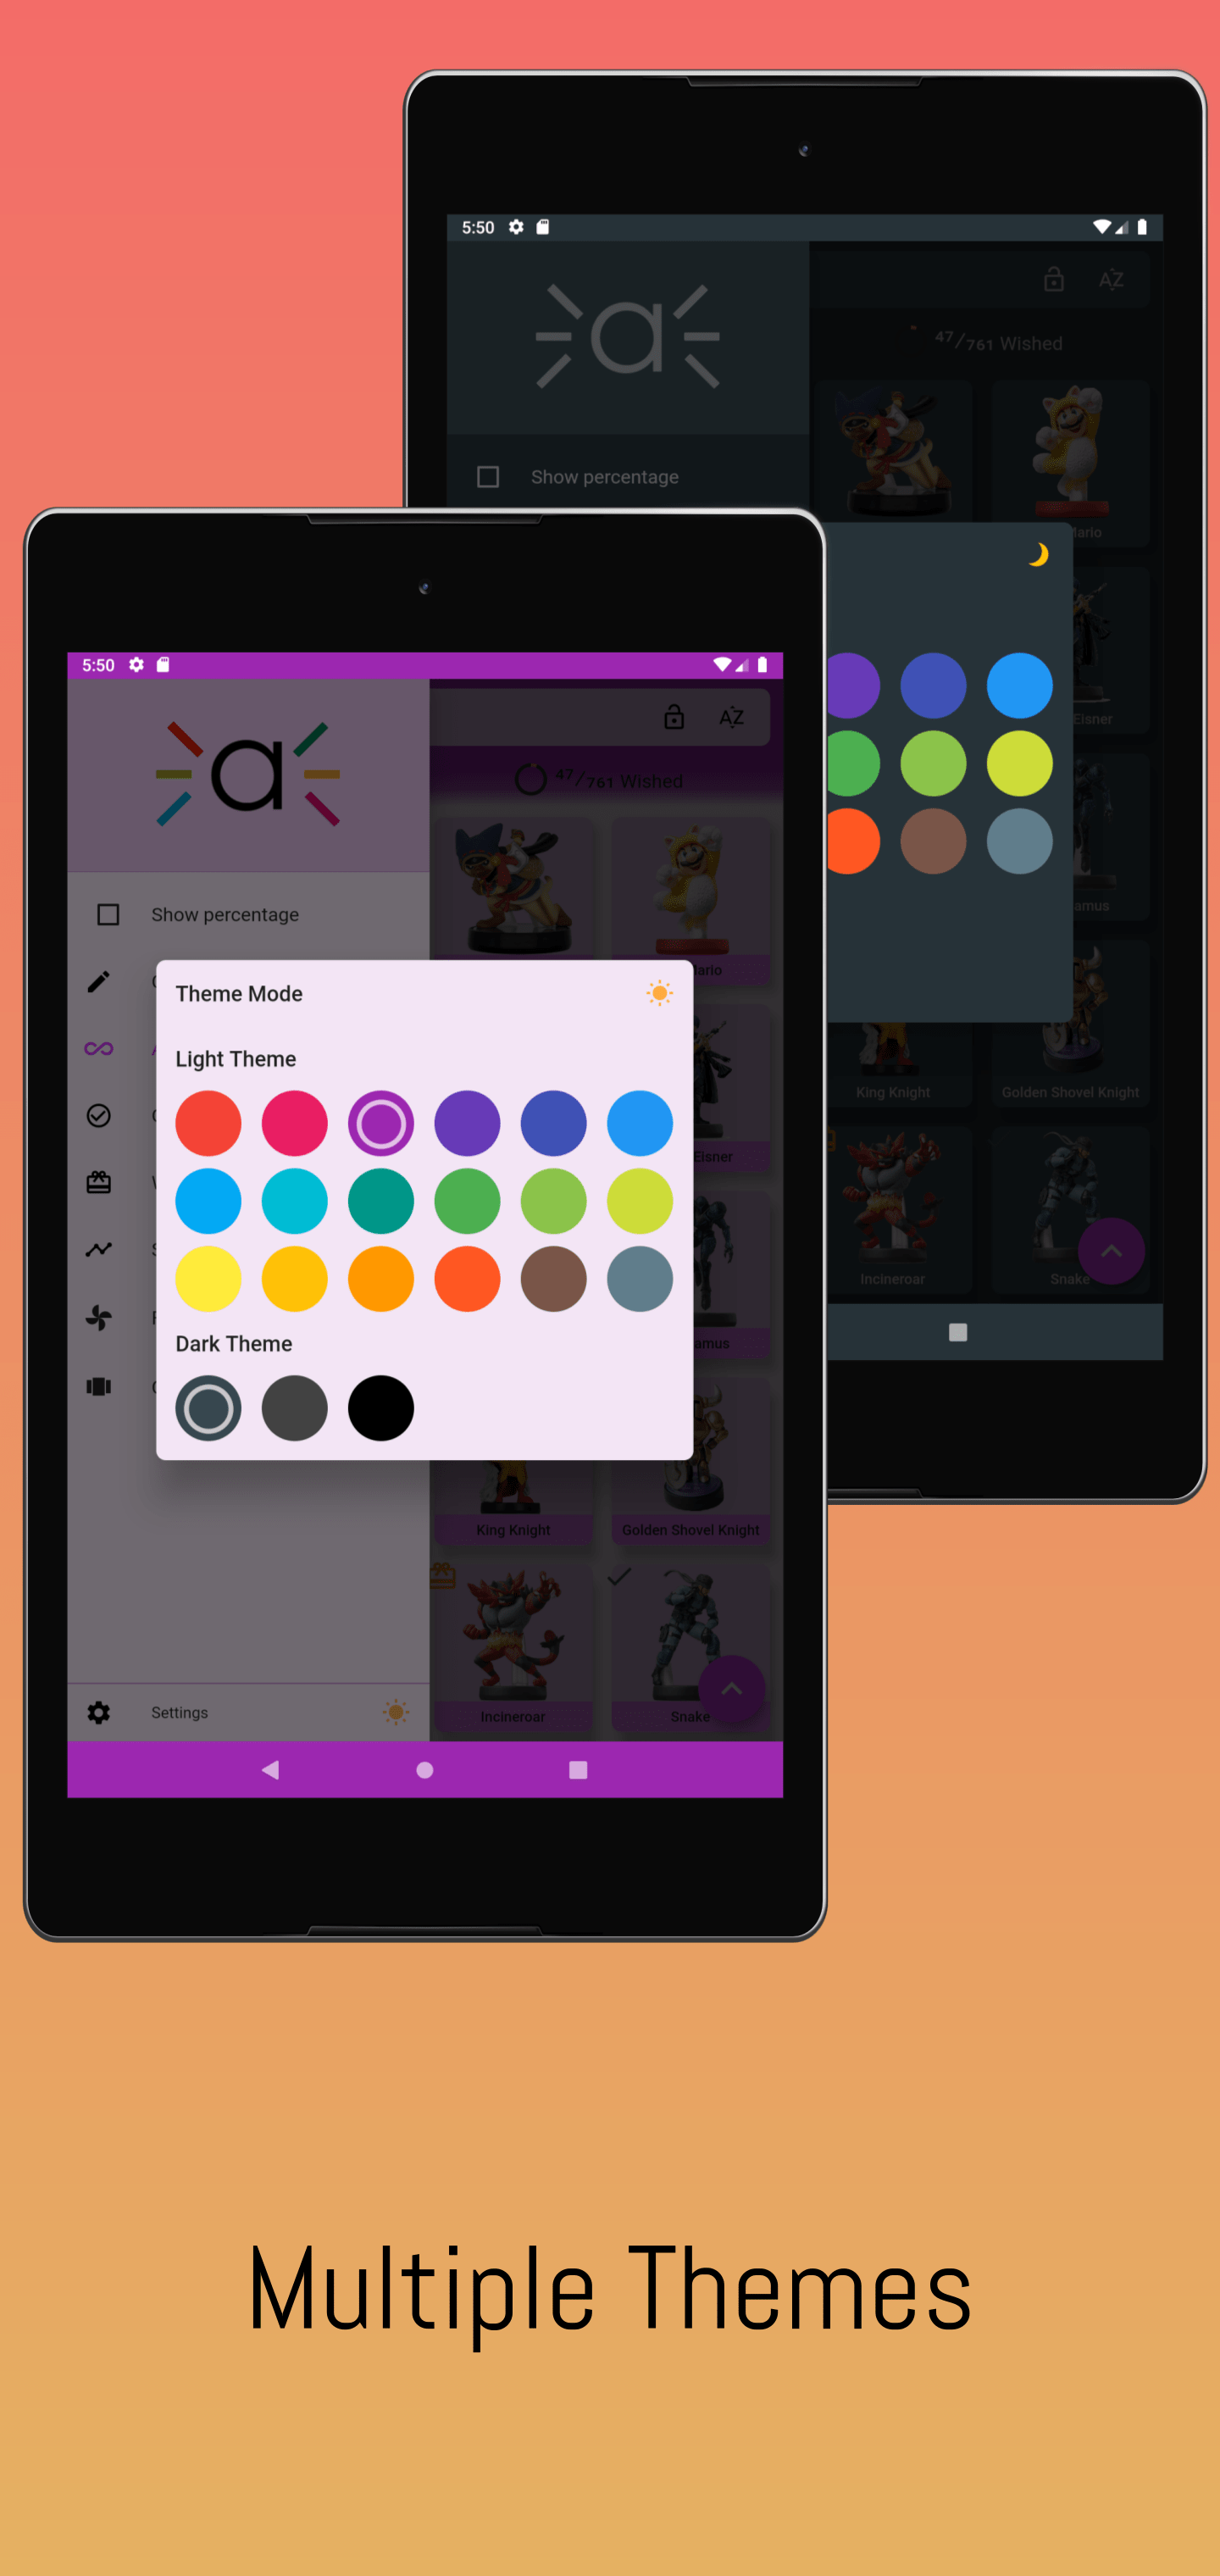 5:50
AZ
47/761 Wished
Show percentage
Mario
Eisner
amus
King Knight
Golden Shovel Knight
Incineroar
Snake
5:50
a
AZ
47/761 Wished
Show percentage
ario
Theme Mode
Light Theme
Eisner
amus
Dark Theme
King Knight
Golden Shovel Knight
Incineroar
Snake
Settings
Multiple Themes